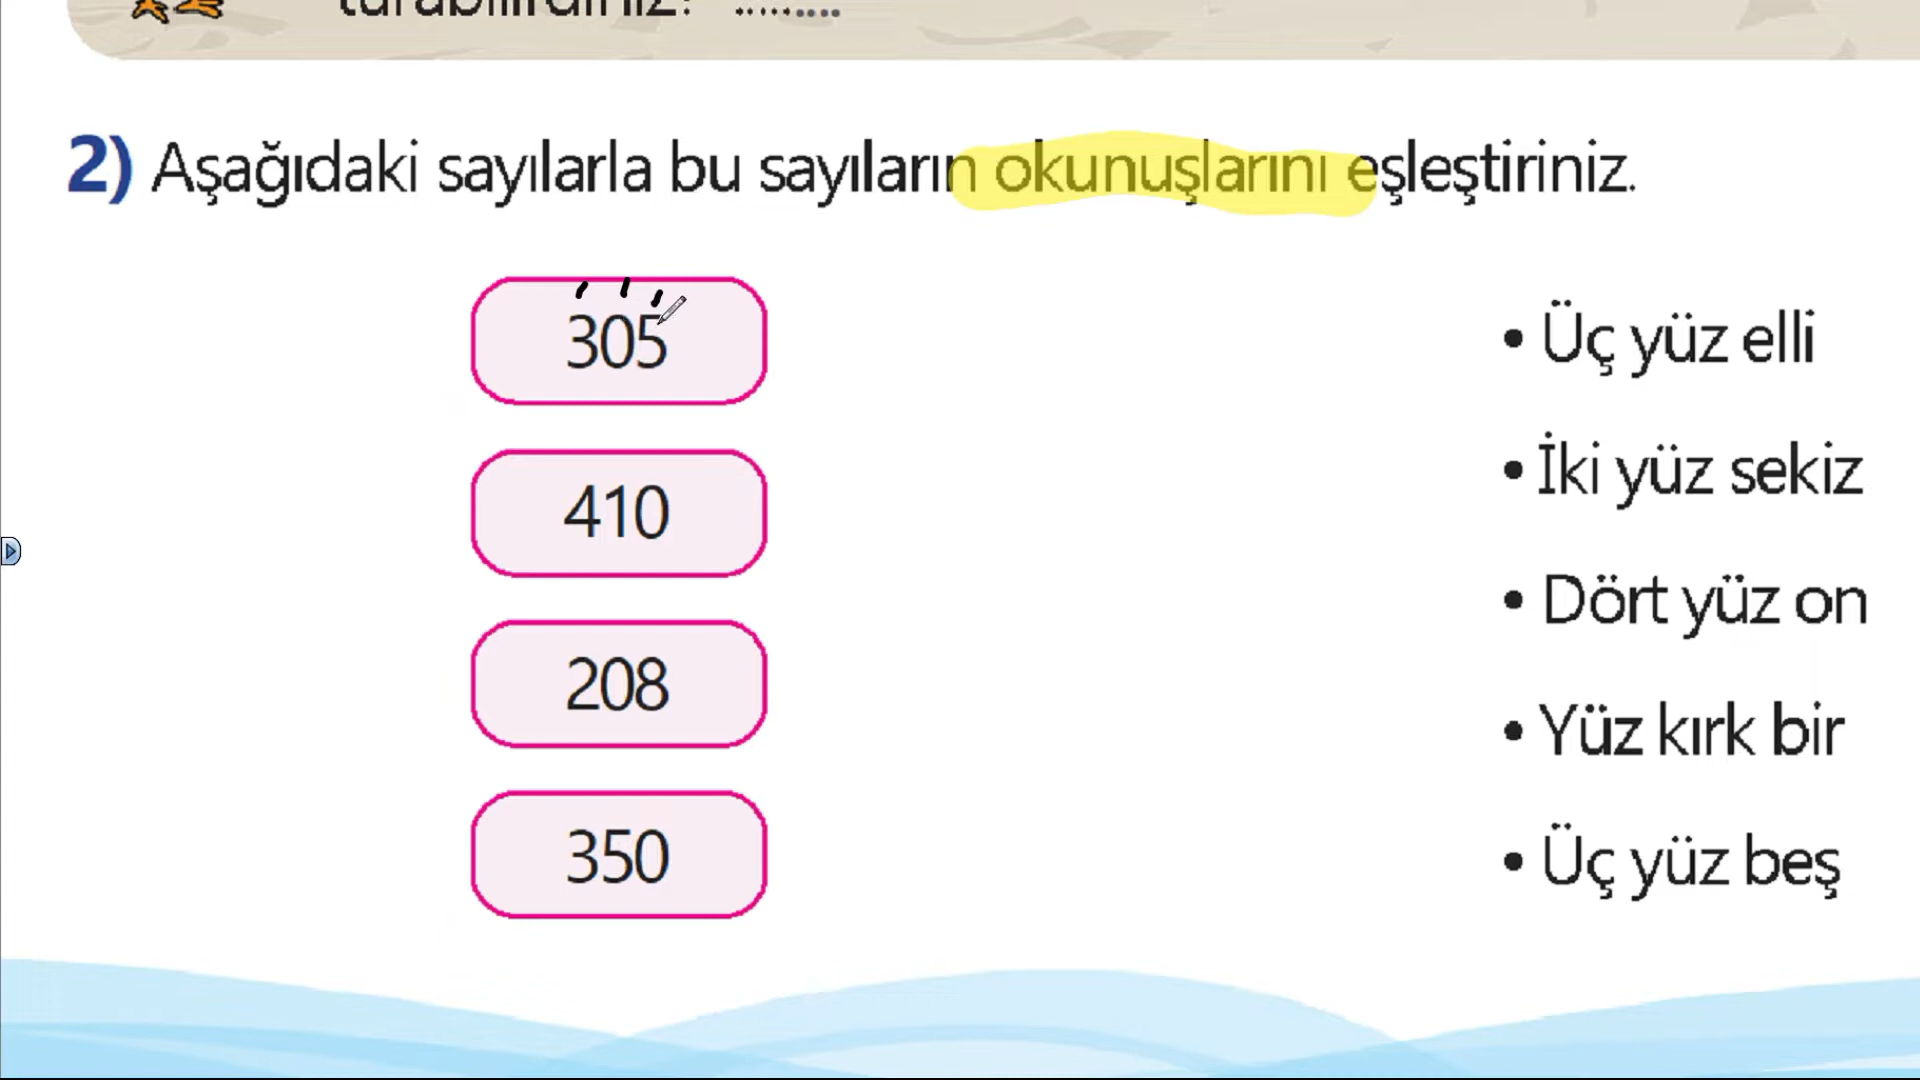 2) Aşağıdaki sayılarla bu sayıların okunuşlarını eşleştiriniz.
305
410
208
350
• Üç yüz elli
• İki yüz sekiz
• Dört yüz on
• Yüz kırk bir
• Üç yüz beş